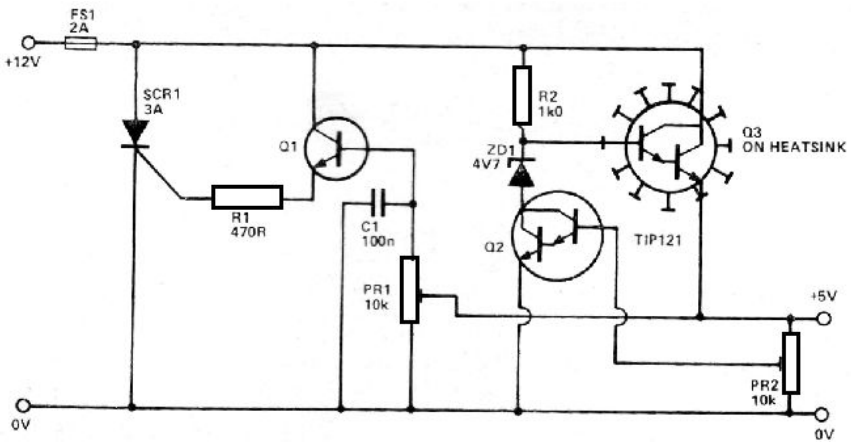 FS1
2A
+12V
SCR1
3A
Q1
R2
1k0
Q3
ON HEATSINK
ZD1
4V7
R1
470R
C1
100n
Q2
TIP121
PR1
10k
+5V
PR2
10k
0V
0V